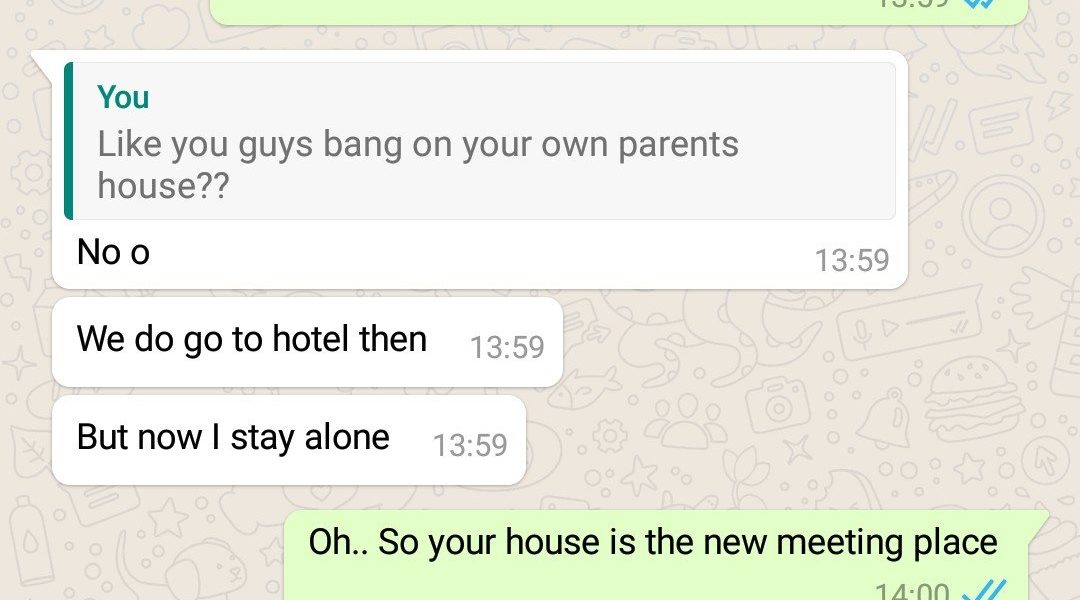 13:59
You
Like you guys bang on your own parents
house??
No o
13:59
We do go to hotel then
13:59
But now I stay alone
13:59
Oh.. So your house is the new meeting place
14:00